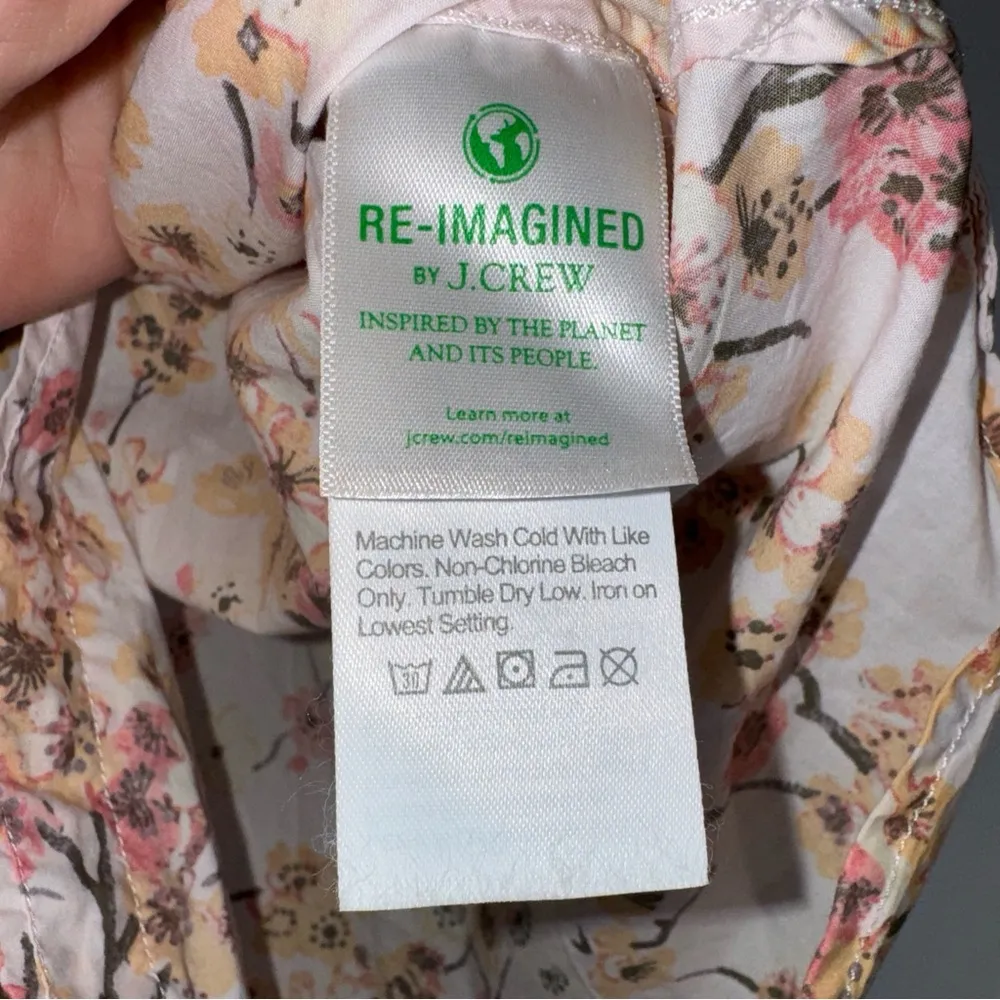 RE-IMAGINED
BY J.CREW
INSPIRED BY THE PLANET
AND ITS PEOPLE.
Learn more at
jcrew.com/reimagined
Machine Wash Cold With Like
Colors. Non-Chlorine Bleach
Only. Tumble Dry Low. Iron on
Lowest Setting.
30